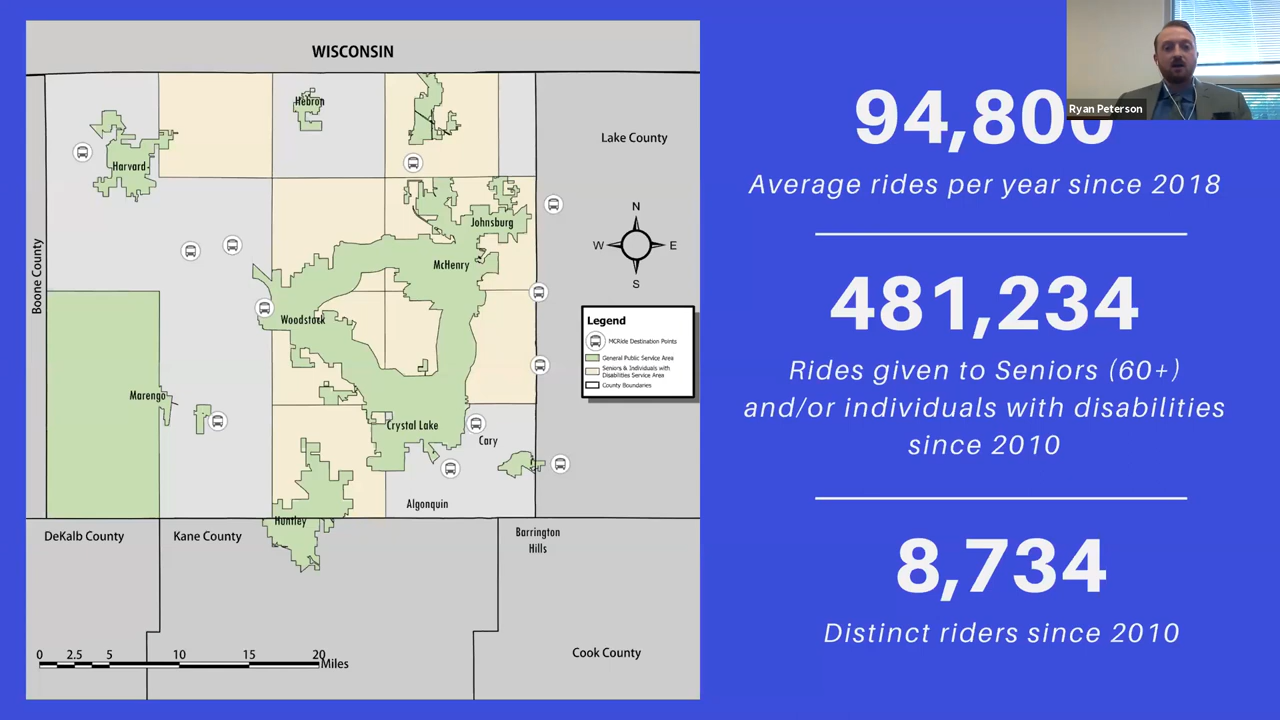 WISCONSIN
Hebron
Lake County
Harvard
N
W E
S
Johnsburg
McHenry
Boone County
Woodstock
Legend
MCRide Destination Points
General Public Service Area
Seniors & Individuals with
Disabilities Service Area
County Boundaries
Marengo
Crystal Lake
Cary
Algonquin
Huntley
DeKalb County
Kane County
Barrington
Hills
Cook County
0 2.5 5 10 15 20
Miles
Ryan Peterson
94,800
Average rides per year since 2018
481,234
Rides given to Seniors (60+)
and/or individuals with disabilities
since 2010
8,734
Distinct riders since 2010